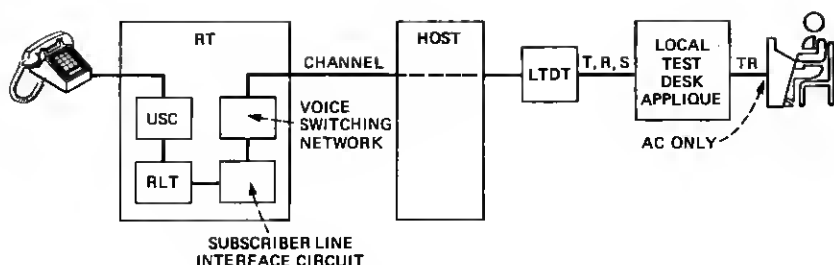 RT
HOST
CHANNEL
LTDT
T, R, S
LOCAL
TEST
DESK
APPLIQUE
TR
USC
VOICE
SWITCHING
NETWORK
AC ONLY
RLT
SUBSCRIBER LINE
INTERFACE CIRCUIT